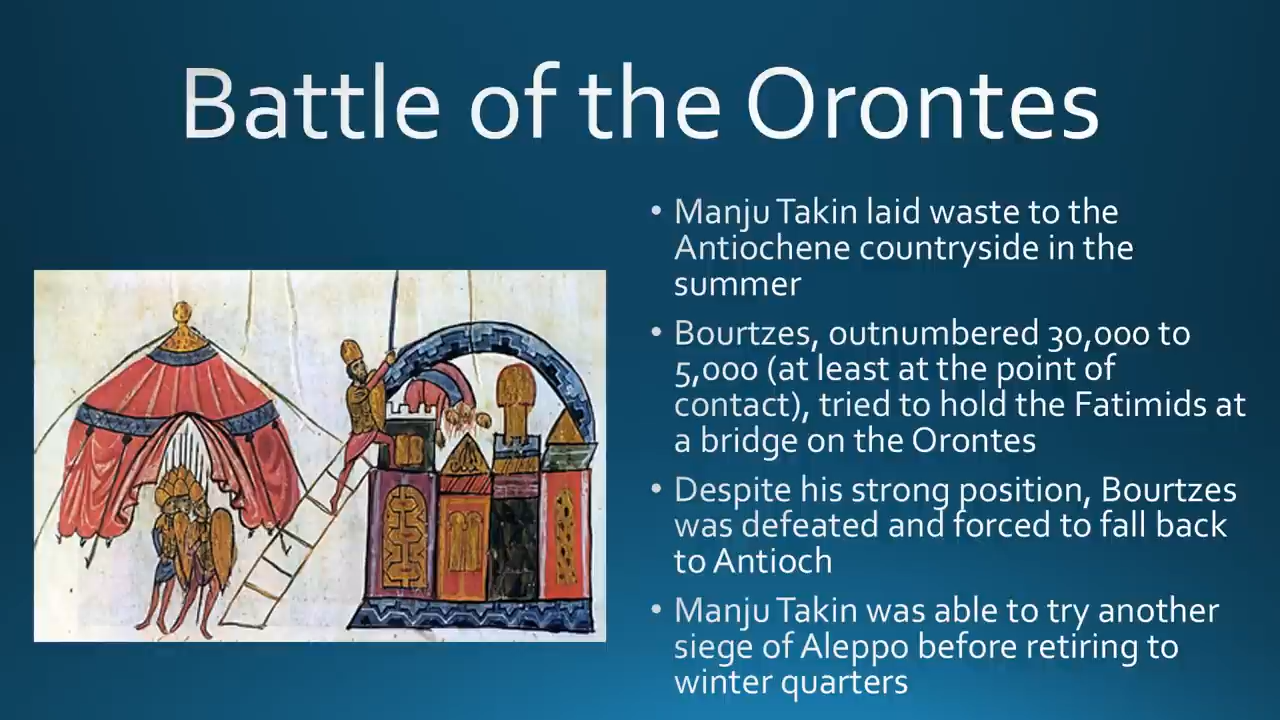 Battle of the Orontes
• Manju Takin laid waste to the
Antiochene countryside in the
summer
• Bourtzes, outnumbered 30,000 to
5,000 (at least at the point of
contact), tried to hold the Fatimids at
a bridge on the Orontes
• Despite his strong position, Bourtzes
was defeated and forced to fall back
to Antioch
• Manju Takin was able to try another
siege of Aleppo before retiring to
winter quarters